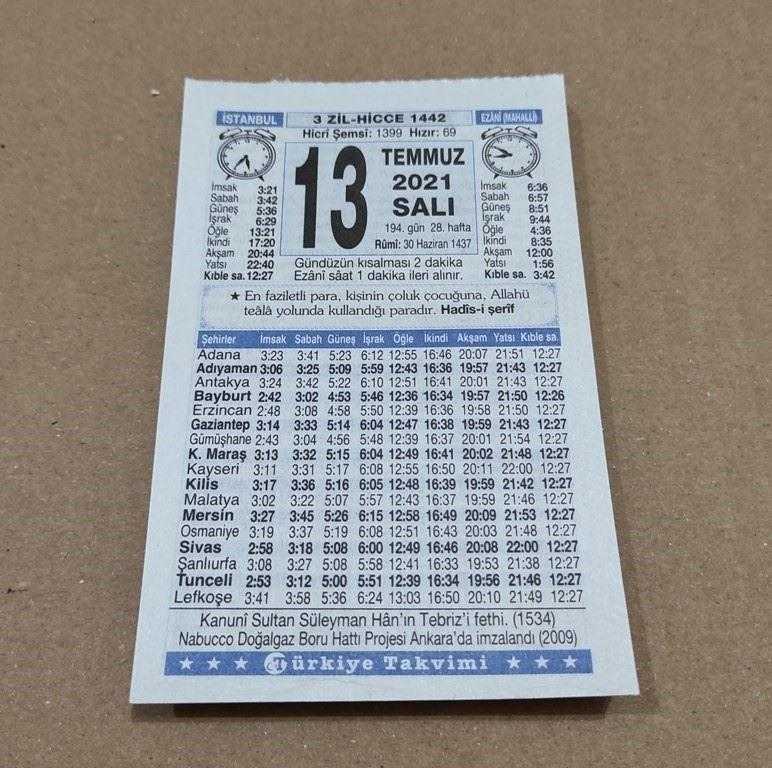 İSTANBUL 3 ZİL-HİCCE 1442 EZÂNÎ (MAHALLÎ)
Hicrî Şemsi: 1399 Hızır: 69
13
TEMMUZ
2021
SALI
194. gün 28. hafta
Rûmî: 30 Haziran 1437
İmsak 3:21
Sabah 3:42
Güneş 5:36
İşrak 6:29
Öğle 13:21
İkindi 17:20
Akşam 20:44
Yatsı 22:40
Kıble sa. 12:27
İmsak 6:36
Sabah 6:57
Güneş 8:51
İşrak 9:44
Öğle 4:36
İkindi 8:35
Akşam 12:00
Yatsı 1:56
Kıble sa. 3:42
Gündüzün kısalması 2 dakika
Ezânî sâat 1 dakika ileri alınır.
★ En faziletli para, kişinin çoluk çocuğuna, Allahü
teâlâ yolunda kullandığı paradır. Hadîs-i şerîf
Şehirler İmsak Sabah Güneş İşrak Öğle İkindi Akşam Yatsı Kıble sa.
Adana 3:23 3:41 5:23 6:12 12:55 16:46 20:07 21:51 12:27
Adıyaman 3:06 3:25 5:09 5:59 12:43 16:36 19:57 21:43 12:27
Antakya 3:24 3:42 5:22 6:10 12:51 16:41 20:01 21:43 12:27
Bayburt 2:42 3:02 4:53 5:46 12:36 16:34 19:57 21:50 12:26
Erzincan 2:48 3:08 4:58 5:50 12:39 16:36 19:58 21:50 12:27
Gaziantep 3:14 3:33 5:14 6:04 12:47 16:38 19:59 21:43 12:27
Gümüşhane 2:43 3:04 4:56 5:48 12:39 16:37 20:01 21:54 12:27
K. Maraş 3:13 3:32 5:15 6:04 12:49 16:41 20:02 21:48 12:27
Kayseri 3:11 3:31 5:17 6:08 12:55 16:50 20:11 22:00 12:27
Kilis 3:17 3:36 5:16 6:05 12:48 16:39 19:59 21:42 12:27
Malatya 3:02 3:22 5:07 5:57 12:43 16:37 19:59 21:46 12:27
Mersin 3:27 3:45 5:26 6:15 12:58 16:49 20:09 21:53 12:27
Osmaniye 3:19 3:37 5:19 6:08 12:51 16:43 20:03 21:48 12:27
Sivas 2:58 3:18 5:08 6:00 12:49 16:46 20:08 22:00 12:27
Şanlıurfa 3:08 3:27 5:08 5:58 12:41 16:33 19:53 21:38 12:27
Tunceli 2:53 3:12 5:00 5:51 12:39 16:34 19:56 21:46 12:27
Lefkoşe 3:41 3:58 5:36 6:24 13:03 16:50 20:10 21:49 12:27
Kanunî Sultan Süleyman Hân'ın Tebriz'i fethi. (1534)
Nabucco Doğalgaz Boru Hattı Projesi Ankara'da imzalandı (2009)
★ ★ ★ Türkiye Takvimi ★ ★ ★